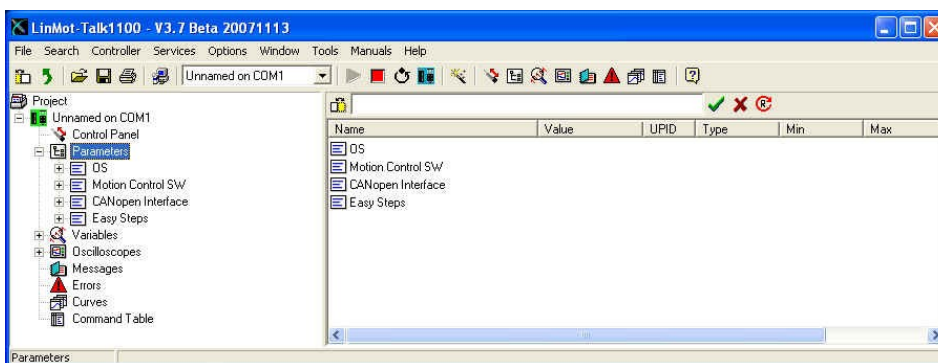 LinMot-Talk1100 - V3.7 Beta 20071113
File Search Controller Services Options Window Tools Manuals Help
Unnamed on COM1
Project
Unnamed on COM1
Control Panel
Parameters
OS
Motion Control SW
CANopen Interface
Easy Steps
Variables
Oscilloscopes
Messages
Errors
Curves
Command Table
Name Value UPID Type Min Max
OS
Motion Control SW
CANopen Interface
Easy Steps
Parameters